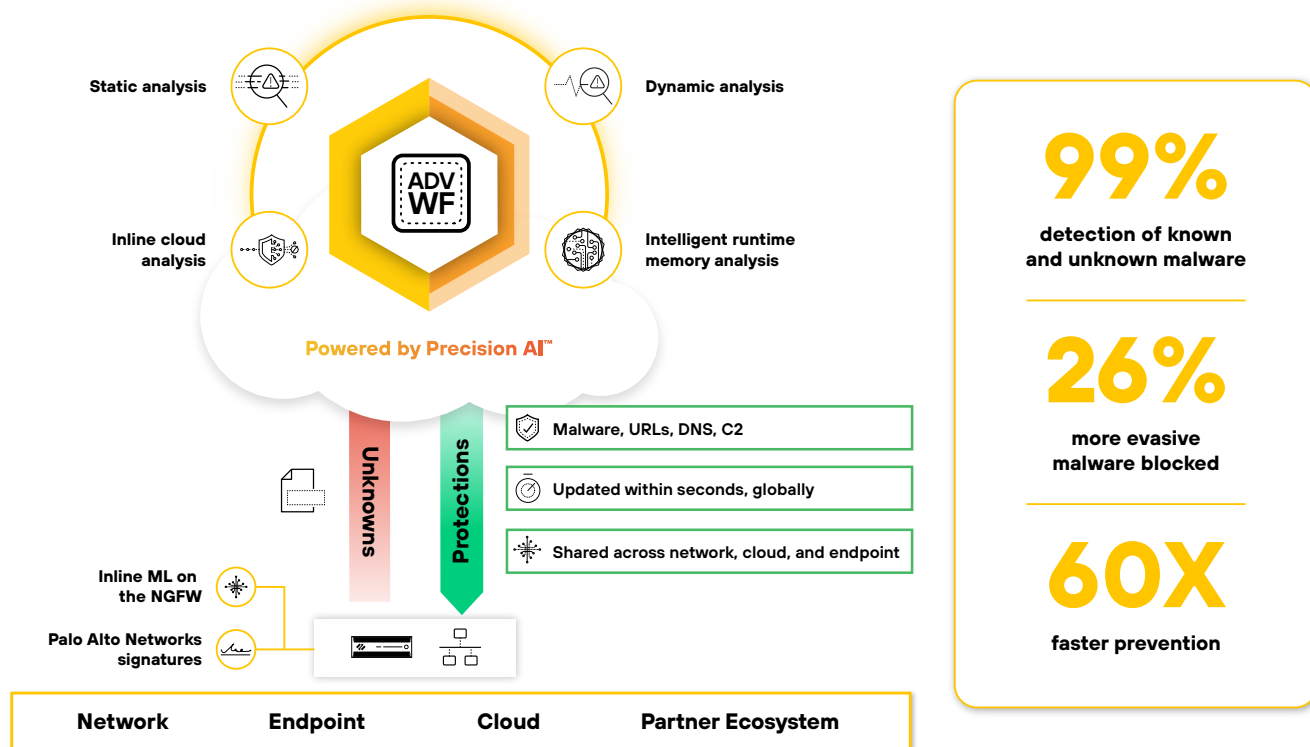 Static analysis
Dynamic analysis
ADV
WF
Inline cloud
analysis
Intelligent runtime
memory analysis
Powered by Precision AI™
Unknowns
Protections
Malware, URLs, DNS, C2
Updated within seconds, globally
Shared across network, cloud, and endpoint
Inline ML on
the NGFW
Palo Alto Networks
signatures
Network
Endpoint
Cloud
Partner Ecosystem
99%
detection of known
and unknown malware
26%
more evasive
malware blocked
60X
faster prevention